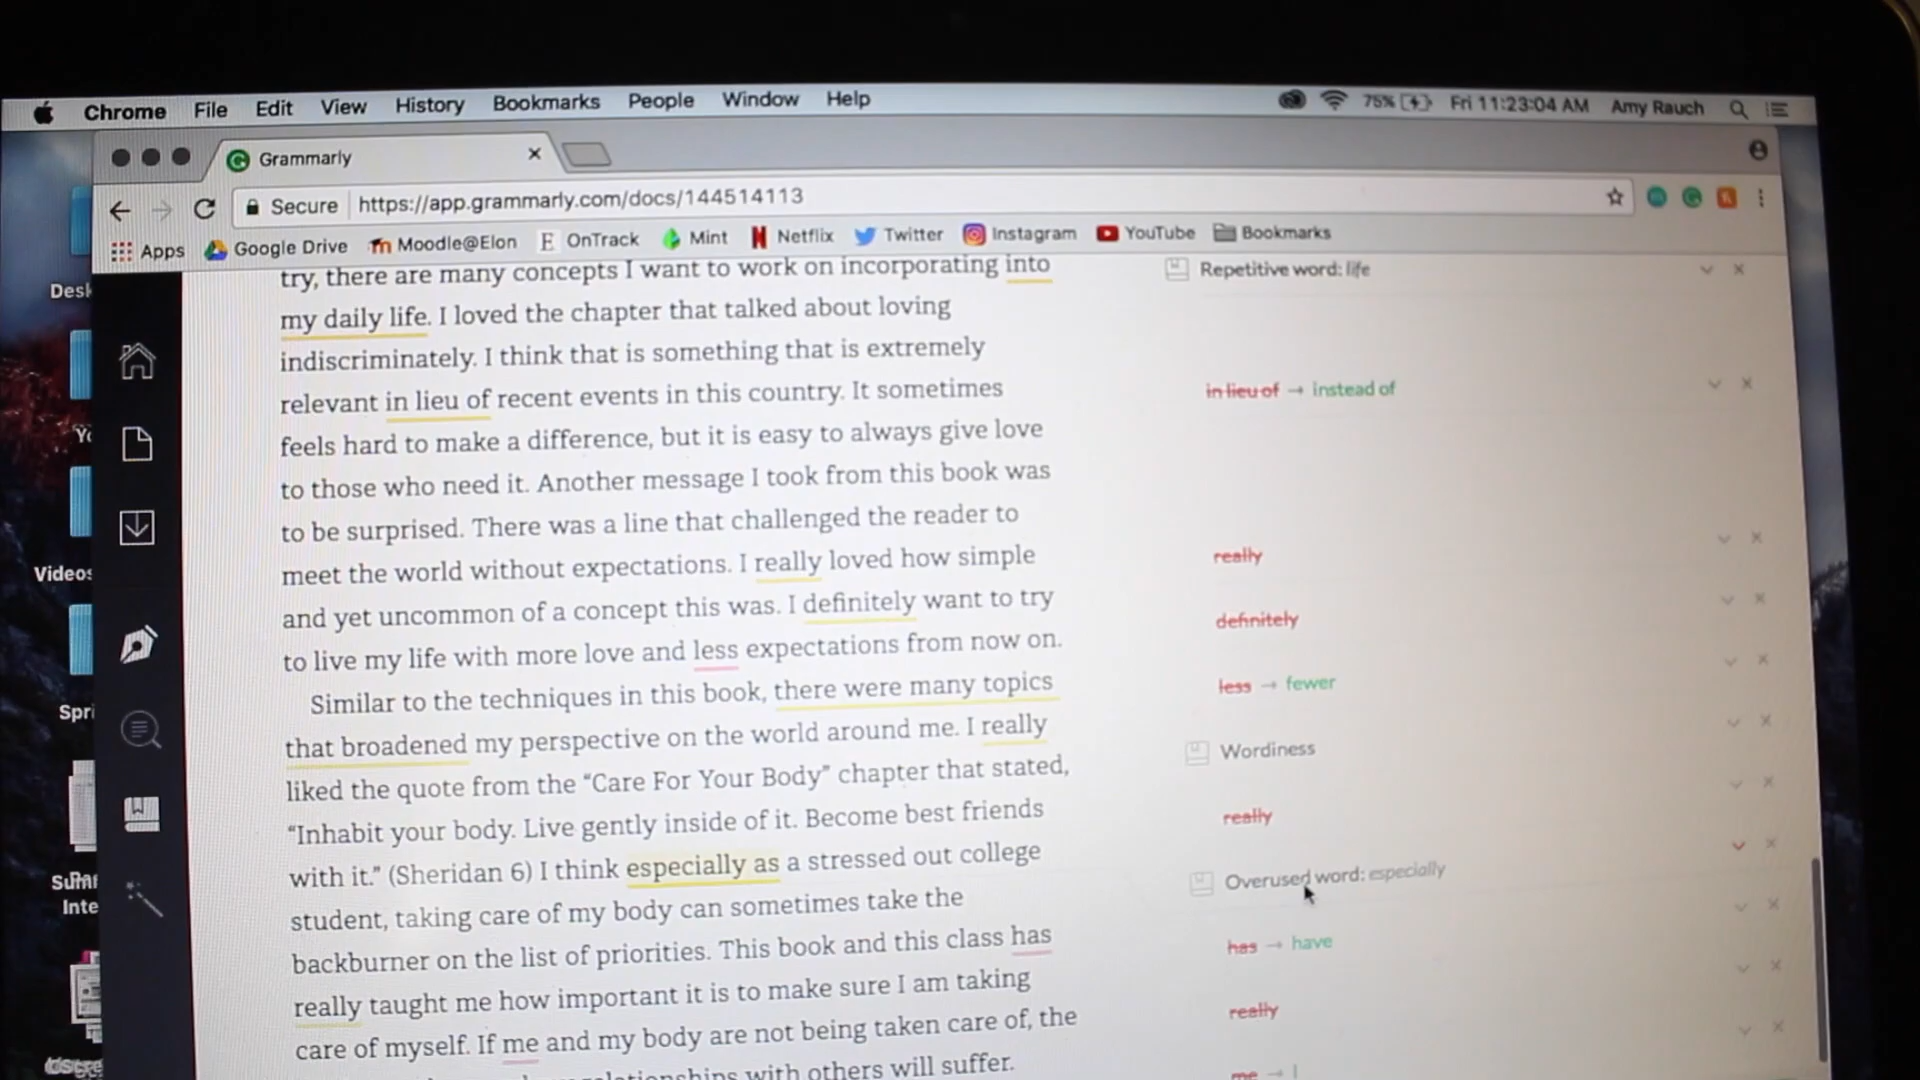 Chrome File Edit View History Bookmarks People Window Help 75% Fri 11:23:04 AM Amy Rauch
Grammarly
Secure https://app.grammarly.com/docs/144514113
Apps Google Drive Moodle@Elon OnTrack Mint Netflix Twitter Instagram YouTube Bookmarks
try, there are many concepts I want to work on incorporating into
my daily life. I loved the chapter that talked about loving
indiscriminately. I think that is something that is extremely
relevant in lieu of recent events in this country. It sometimes
feels hard to make a difference, but it is easy to always give love
to those who need it. Another message I took from this book was
to be surprised. There was a line that challenged the reader to
meet the world without expectations. I really loved how simple
and yet uncommon of a concept this was. I definitely want to try
to live my life with more love and less expectations from now on.
Similar to the techniques in this book, there were many topics
that broadened my perspective on the world around me. I really
liked the quote from the “Care For Your Body” chapter that stated,
“Inhabit your body. Live gently inside of it. Become best friends
with it.” (Sheridan 6) I think especially as a stressed out college
student, taking care of my body can sometimes take the
backburner on the list of priorities. This book and this class has
really taught me how important it is to make sure I am taking
care of myself. If me and my body are not being taken care of, the
with others will suffer.
Repetitive word: life
in lieu of → instead of
really
definitely
less → fewer
Wordiness
really
Overused word: especially
has → have
really
me → I
Desk
Videos
Spri
Inte